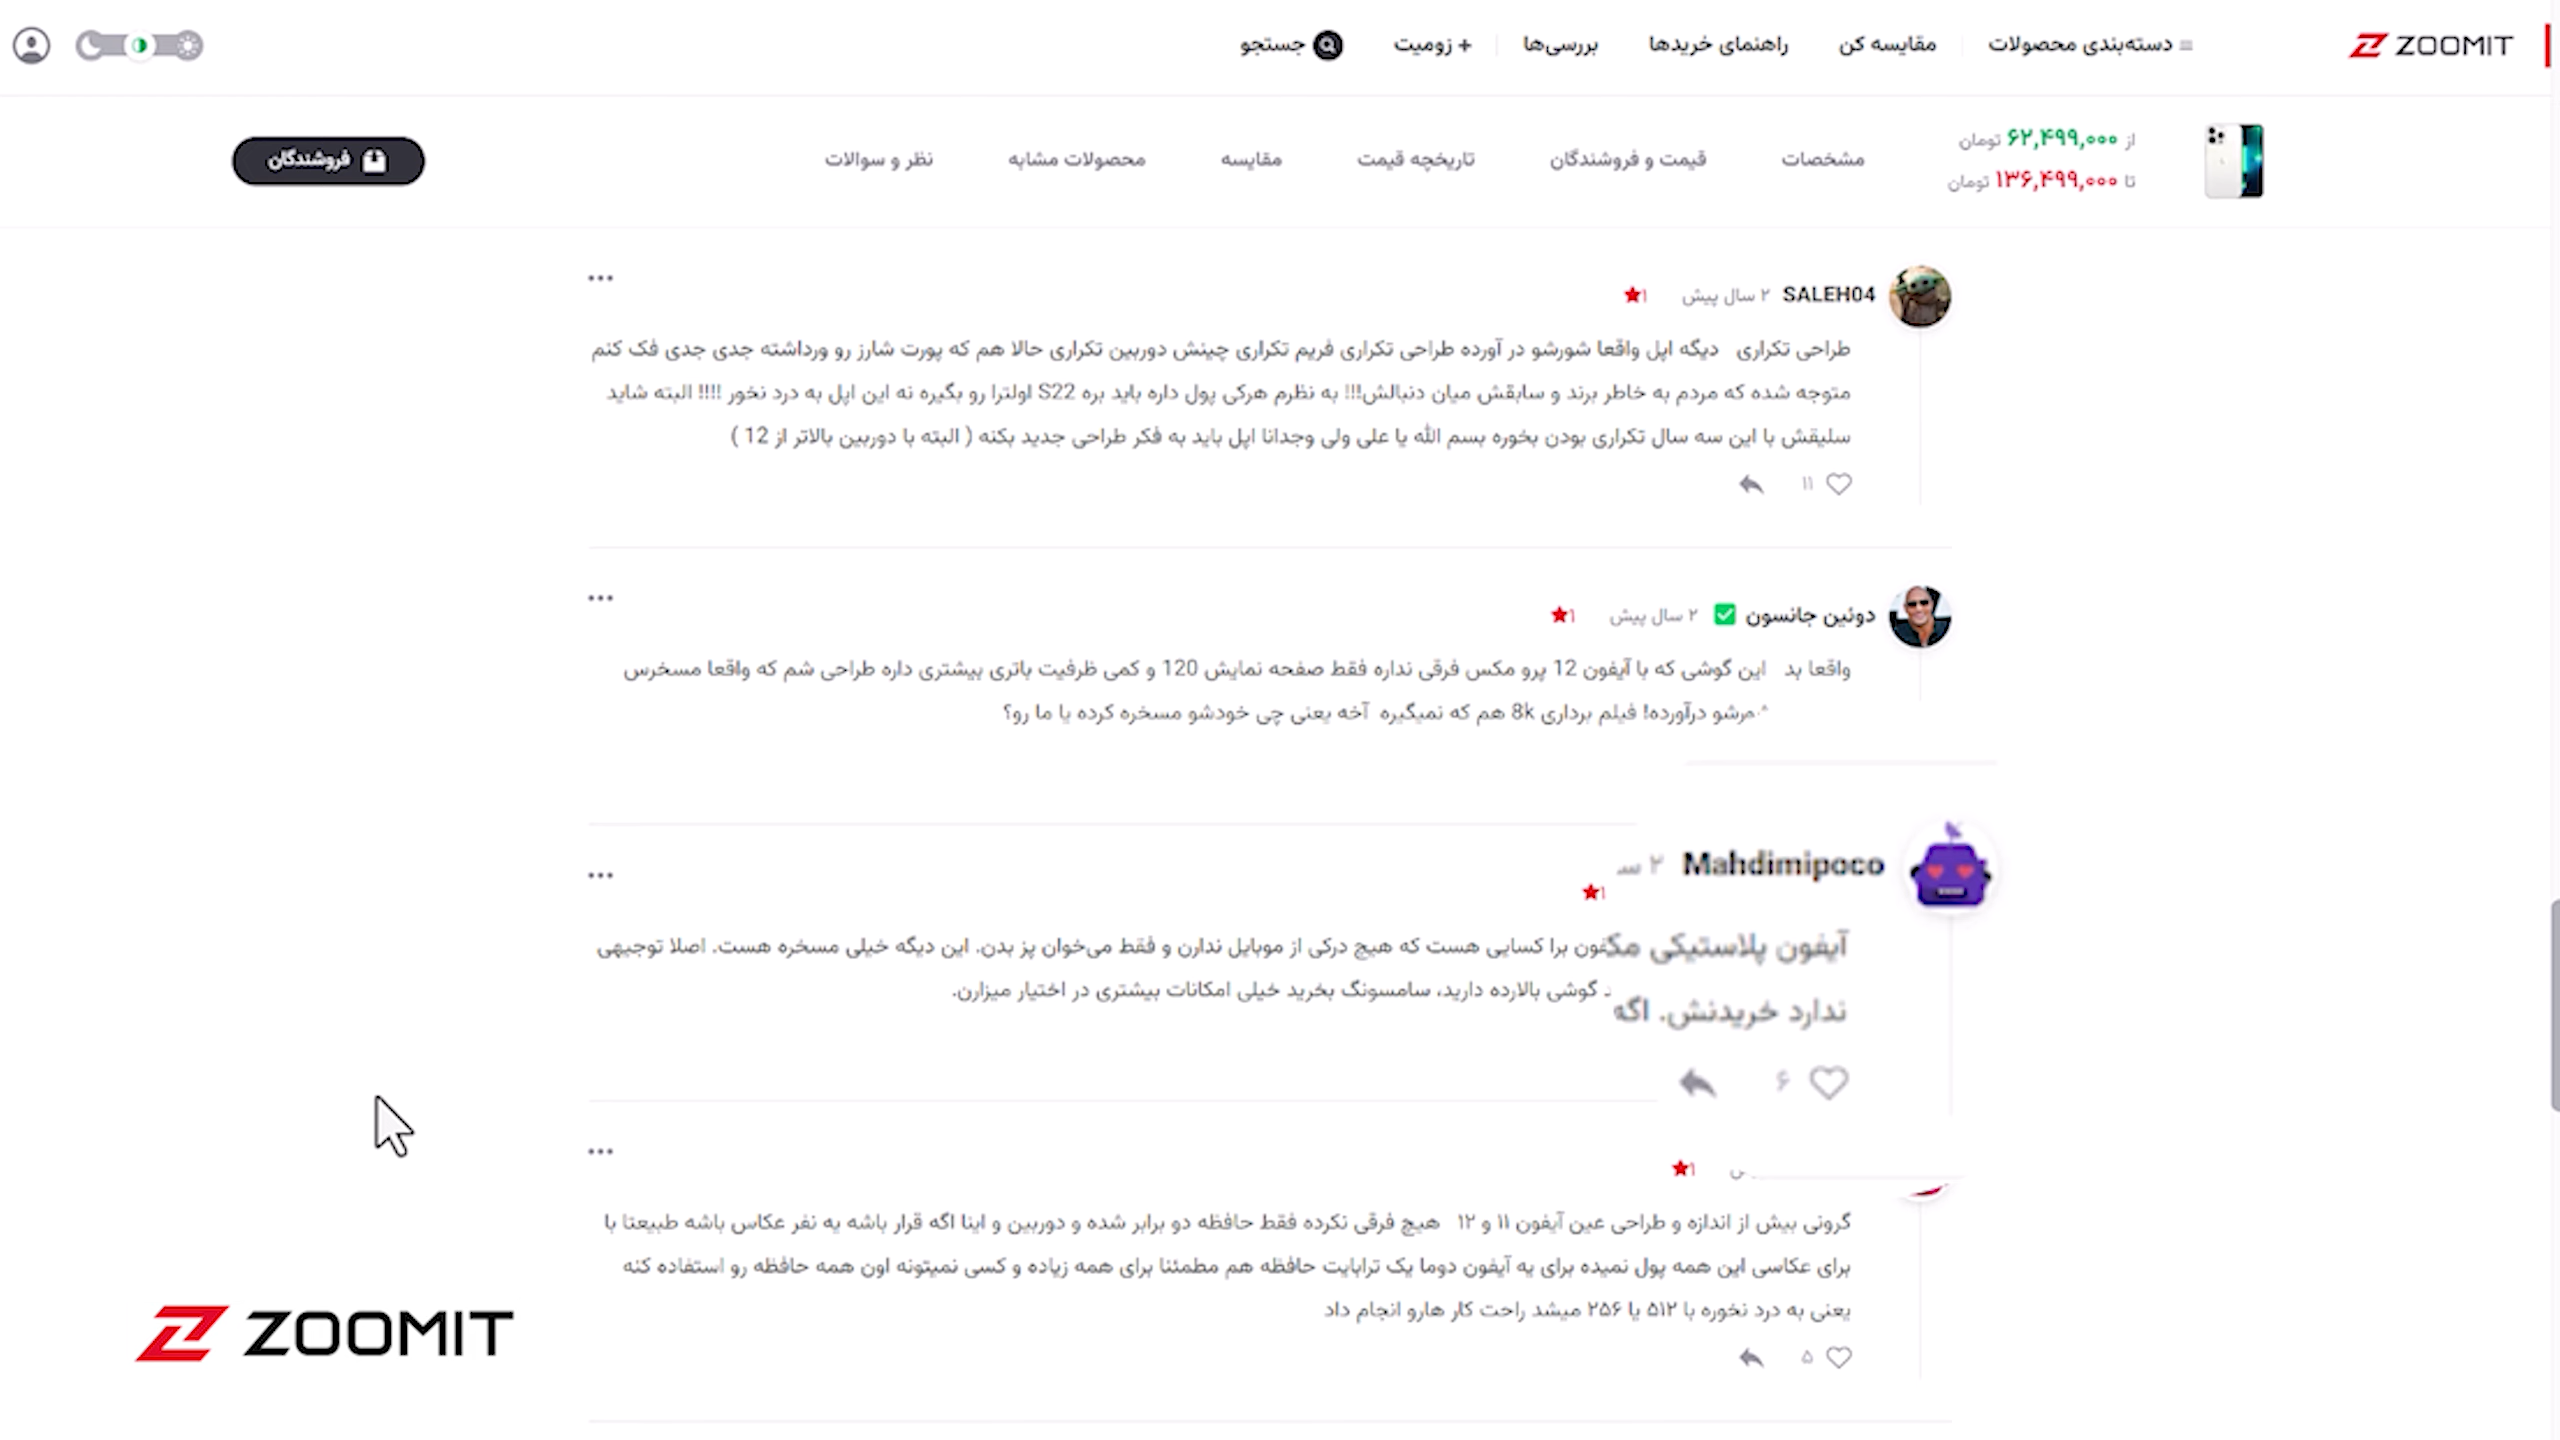 ZOOMIT
دسته‌بندی محصولات
مقایسه کن
راهنمای خریدها
بررسی‌ها
+ زومیت
جستجو
از ۶۲,۴۹۹,۰۰۰ تومان
تا ۱۳۶,۴۹۹,۰۰۰ تومان
مشخصات
قیمت و فروشندگان
تاریخچه قیمت
مقایسه
محصولات مشابه
نظر و سوالات
فروشندگان
SALEH04 ۲ سال پیش ۱
طراحی تکراری دیگه اپل واقعا شورشو در آورده طراحی تکراری فریم تکراری چینش دوربین تکراری حالا هم که پورت شارز رو ورداشته جدی جدی فک کنم
متوجه شده که مردم به خاطر برند و سابقش میان دنبالش!!! به نظرم هرکی پول داره باید بره S22 اولترا رو بگیره نه این اپل به درد نخور !!!! البته شاید
سلیقش با این سه سال تکراری بودن بخوره بسم الله یا علی ولی وجدانا اپل باید به فکر طراحی جدید بکنه ( البته با دوربین بالاتر از 12 )
۱۱
دوئین جانسون ۲ سال پیش ۱
واقعا بد این گوشی که با آیفون 12 پرو مکس فرقی نداره فقط صفحه نمایش 120 و کمی ظرفیت باتری بیشتری داره طراحی شم که واقعا مسخرس
درآورده! فیلم برداری 8k هم که نمیگیره آخه یعنی چی خودشو مسخره کرده یا ما رو؟
Mahdimipoco ۲ ۱
آیفون پلاستیکی برا کسایی هست که هیچ درکی از موبایل ندارن و فقط می‌خوان پز بدن. این دیگه خیلی مسخره هست. اصلا توجیهی
ندارد خریدنش. اگه گوشی بالارده دارید، سامسونگ بخرید خیلی امکانات بیشتری در اختیار میزارن.
۶
۱
گرونی بیش از اندازه و طراحی عین آیفون ۱۱ و ۱۲ هیچ فرقی نکرده فقط حافظه دو برابر شده و دوربین و اینا اگه قرار باشه یه نفر عکاس باشه طبیعتا با
برای عکاسی این همه پول نمیده برای یه آیفون دوما یک ترابایت حافظه هم مطمئنا برای همه زیاده و کسی نمیتونه اون همه حافظه رو استفاده کنه
یعنی به درد نخوره با ۵۱۲ یا ۲۵۶ میشد راحت کار هارو انجام داد
۵
ZOOMIT